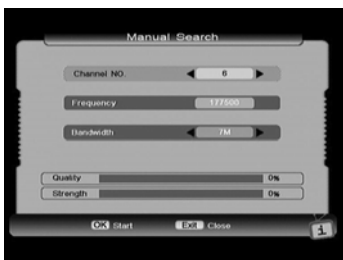 Manual Search
Channel NO. 6
Frequency 177500
Bandwidth 7M
Quality 0%
Strength 0%
OK Start Exit Close
i